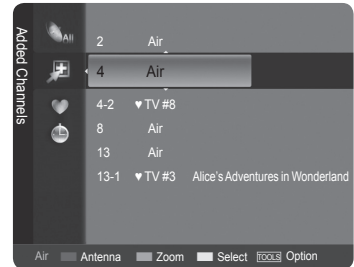 Added Channels
All
2 Air
4 Air
4-2 ♥ TV #8
8 Air
13 Air
13-1 ♥ TV #3 Alice's Adventures in Wonderland
Air Antenna Zoom Select TOOLS Option